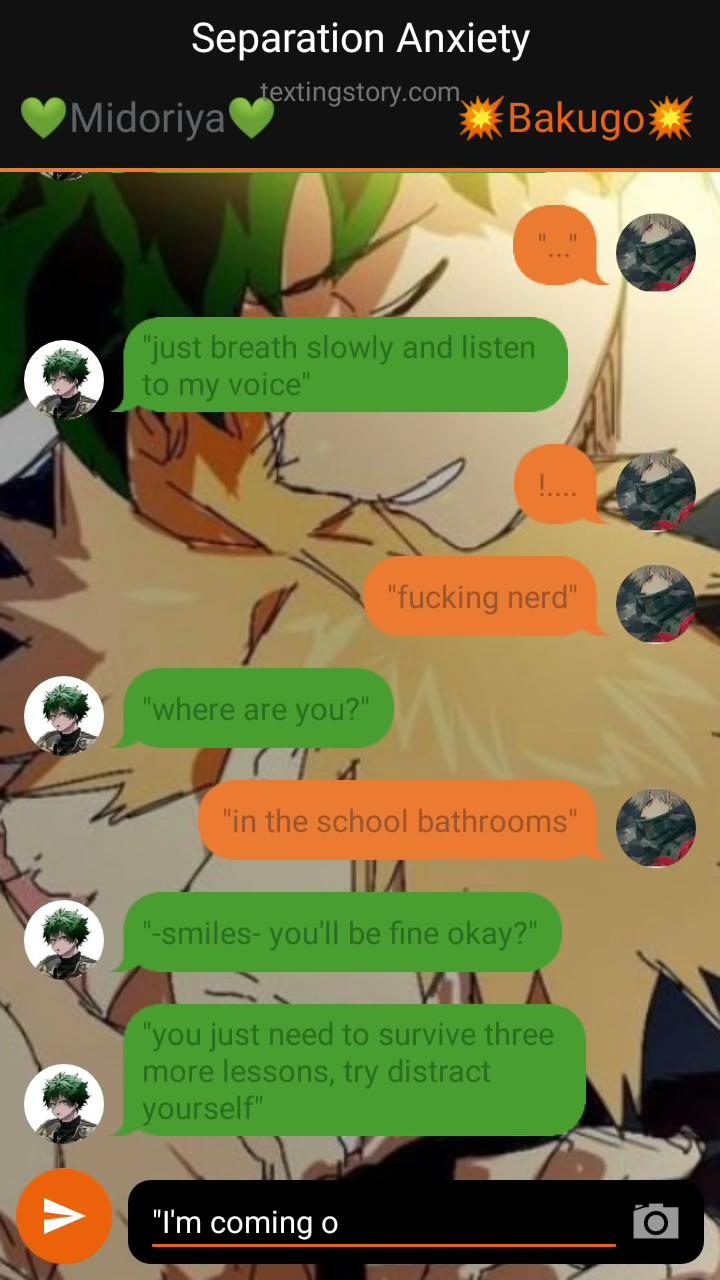 Separation Anxiety
textingstory.com
💚Midoriya💚
💥Bakugo💥
"..."
"just breath slowly and listen
to my voice"
!....
"fucking nerd"
"where are you?"
"in the school bathrooms"
"-smiles- you'll be fine okay?"
"you just need to survive three
more lessons, try distract
yourself"
"I'm coming o